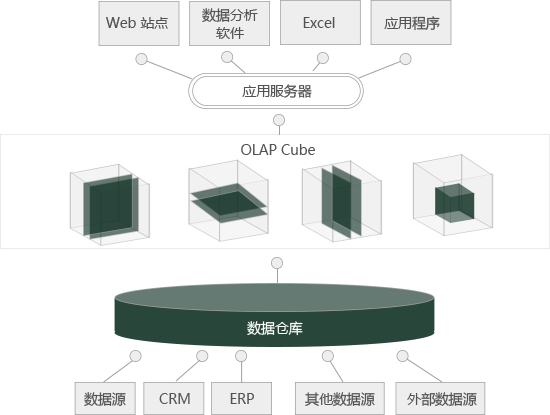 Web 站点
数据分析
软件
Excel
应用程序
应用服务器
OLAP Cube
数据仓库
数据源
CRM
ERP
其他数据源
外部数据源